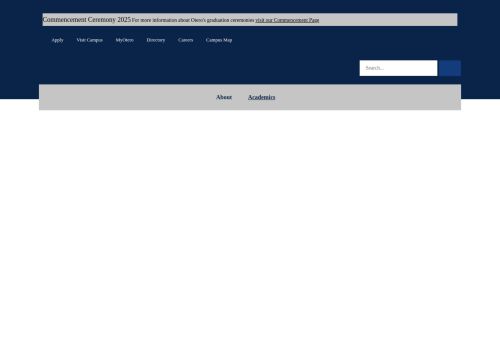 Commencement Ceremony 2025 For more information about Otero's graduation ceremonies visit our Commencement Page
Apply Visit Campus MyOtero Directory Careers Campus Map
Search...
About Academics